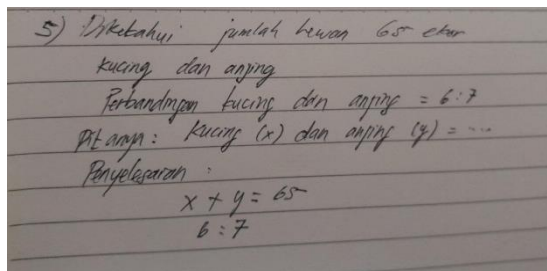 5) Diketahui jumlah hewan 65 ekor
kucing dan anjing
Perbandingan kucing dan anjing = 6:7
Ditanya : Kucing (x) dan anjing (y) = ...
Penyelesaian :
x + y = 65
6 : 7